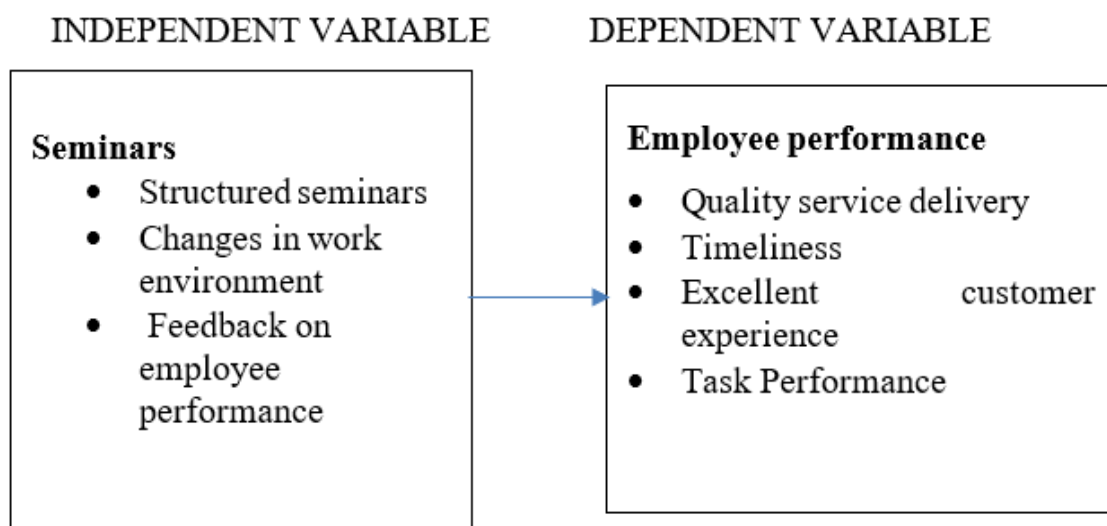 INDEPENDENT VARIABLE
DEPENDENT VARIABLE
Seminars
• Structured seminars
• Changes in work
environment
• Feedback on
employee
performance
Employee performance
• Quality service delivery
• Timeliness
• Excellent customer
experience
• Task Performance